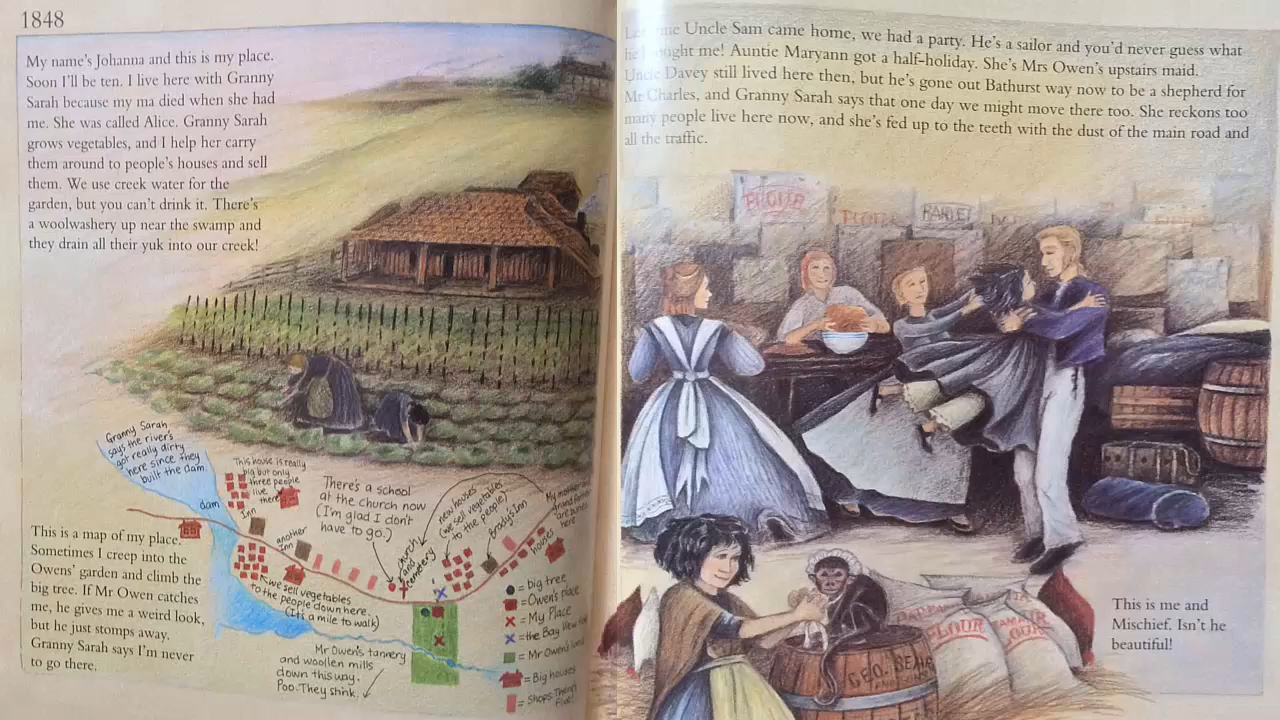 1848
My name's Johanna and this is my place.
Soon I'll be ten. I live here with Granny
Sarah because my ma died when she had
me. She was called Alice. Granny Sarah
grows vegetables, and I help her carry
them around to people's houses and sell
them. We use creek water for the
garden, but you can't drink it. There's
a woolwashery up near the swamp and
they drain all their yuk into our creek!
Granny Sarah
says the river's
got really dirty
here since they
built the dam.
dam
This house is really
big but only
three people
live
there
Inn
another
Inn
There's a school
at the church now
(I'm glad I don't
have to go.)
church
and
cemetery
new houses
(we sell vegetables
to the people)
Brady's Inn
My mother
and
are buried
here
houses
we sell vegetables
to the people down here.
(It's a mile to walk)
Mr Owen's tannery
and woollen mills
down this way.
Poo. They stink.
= big tree
= Owen's place
= My Place
= the Bay View
= Mr Owen's land
= Big houses
= Shops-There's
Five!
This is a map of my place.
Sometimes I creep into the
Owens' garden and climb the
big tree. If Mr Owen catches
me, he gives me a weird look,
but he just stomps away.
Granny Sarah says I'm never
to go there.
time Uncle Sam came home, we had a party. He's a sailor and you'd never guess what
he bought me! Auntie Maryann got a half-holiday. She's Mrs Owen's upstairs maid.
Uncle Davey still lived here then, but he's gone out Bathurst way now to be a shepherd for
Mr Charles, and Granny Sarah says that one day we might move there too. She reckons too
many people live here now, and she's fed up to the teeth with the dust of the main road and
all the traffic.
FLOUR
FLOUR
BARLEY
FLOUR
GEO.
This is me and
Mischief. Isn't he
beautiful!